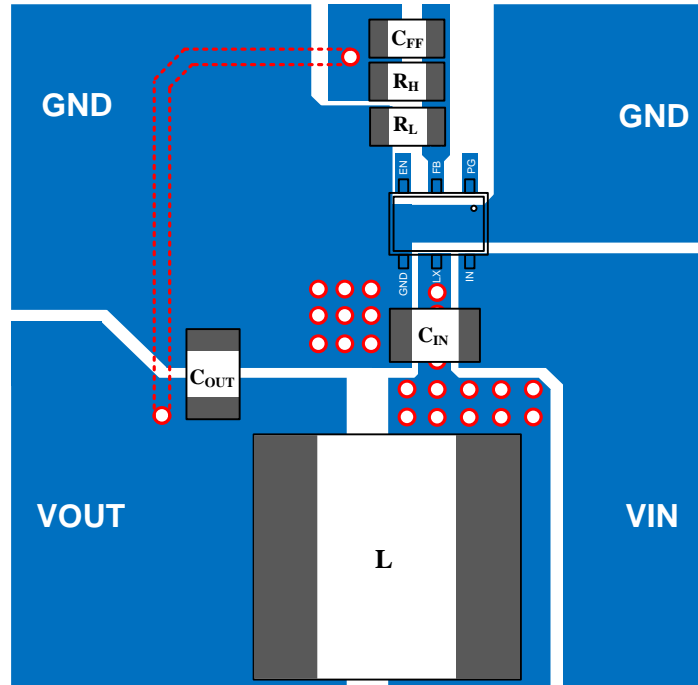 CFF
RH
GND
GND
RL
EN FB PG
GND LX IN
CIN
COUT
VOUT
VIN
L